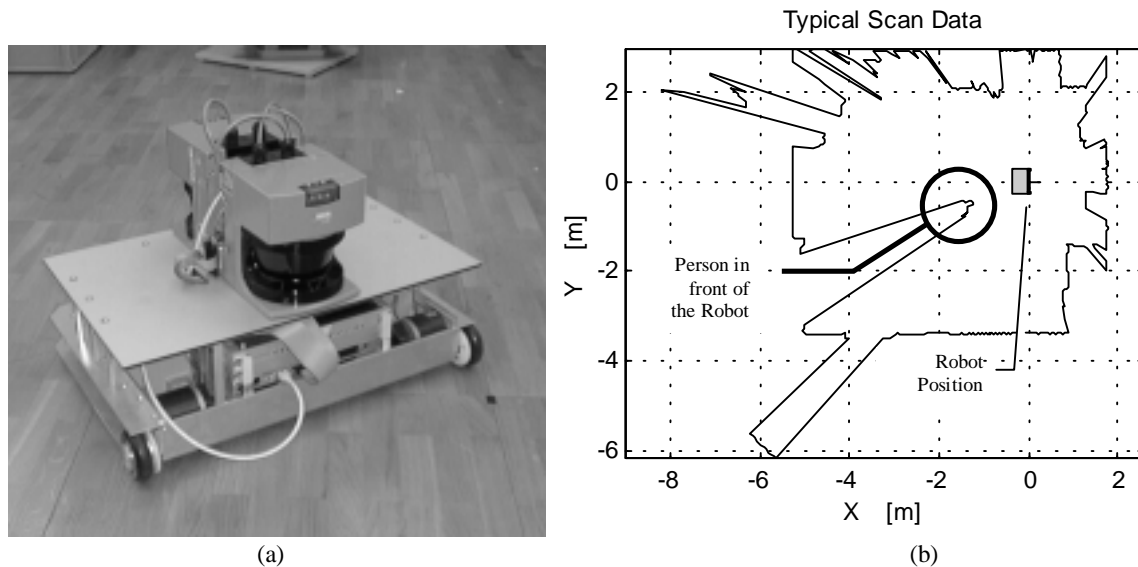 Typical Scan Data
2
0
-2
-4
-6
Y [m]
Person in
front of
the Robot
Robot
Position
-8
-6
-4
-2
0
2
X [m]
(a)
(b)